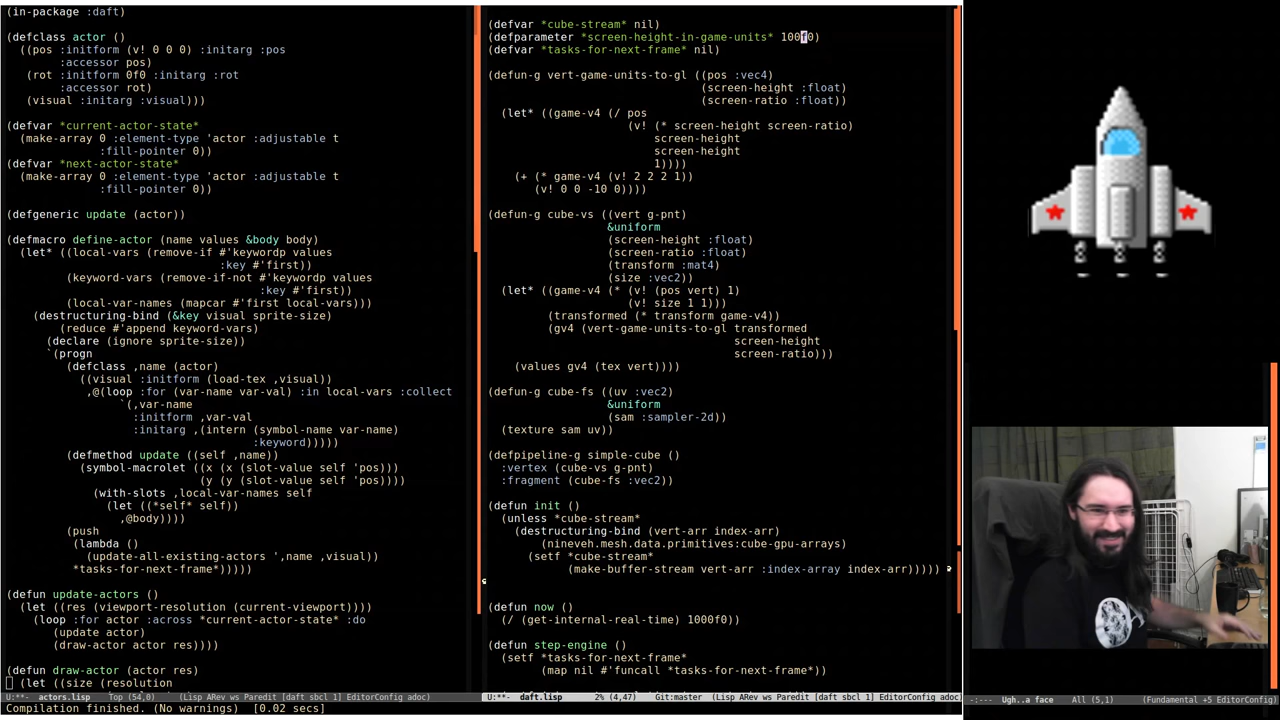 (in-package :daft)
(defclass actor ()
((pos :initform (v! 0 0 0) :initarg :pos
:accessor pos)
(rot :initform 0f0 :initarg :rot
:accessor rot)
(visual :initarg :visual)))
(defvar *current-actor-state*
(make-array 0 :element-type 'actor :adjustable t
:fill-pointer 0))
(defvar *next-actor-state*
(make-array 0 :element-type 'actor :adjustable t
:fill-pointer 0))
(defgeneric update (actor))
(defmacro define-actor (name values &body body)
(let* ((local-vars (remove-if #'keywordp values
:key #'first))
(keyword-vars (remove-if-not #'keywordp values
:key #'first))
(local-var-names (mapcar #'first local-vars)))
(destructuring-bind (&key visual sprite-size)
(reduce #'append keyword-vars)
(declare (ignore sprite-size))
`(progn
(defclass ,name (actor)
((visual :initform (load-tex ,visual))
,@(loop :for (var-name var-val) :in local-vars :collect
`(,var-name
:initform ,var-val
:initarg ,(intern (symbol-name var-name)
:keyword)))))
(defmethod update ((self ,name))
(symbol-macrolet ((x (x (slot-value self 'pos)))
(y (y (slot-value self 'pos))))
(with-slots ,local-var-names self
(let ((*self* self))
,@body))))
(push
(lambda ()
(update-all-existing-actors ',name ,visual))
*tasks-for-next-frame*)))))
(defun update-actors ()
(let ((res (viewport-resolution (current-viewport))))
(loop :for actor :across *current-actor-state* :do
(update actor)
(draw-actor actor res))))
(defun draw-actor (actor res)
(let ((size (resolution
U:**- actors.lisp Top (54,0) (Lisp ARev ws Paredit [daft sbcl 1] EditorConfig adoc)
Compilation finished. (No warnings) [0.02 secs]
(defvar *cube-stream* nil)
(defparameter *screen-height-in-game-units* 100f0)
(defvar *tasks-for-next-frame* nil)
(defun-g vert-game-units-to-gl ((pos :vec4)
(screen-height :float)
(screen-ratio :float))
(let* ((game-v4 (/ pos
(v! (* screen-height screen-ratio)
screen-height
screen-height
1))))
(+ (* game-v4 (v! 2 2 2 1))
(v! 0 0 -10 0))))
(defun-g cube-vs ((vert g-pnt)
&uniform
(screen-height :float)
(screen-ratio :float)
(transform :mat4)
(size :vec2))
(let* ((game-v4 (* (v! (pos vert) 1)
(v! size 1 1)))
(transformed (* transform game-v4))
(gv4 (vert-game-units-to-gl transformed
screen-height
screen-ratio)))
(values gv4 (tex vert))))
(defun-g cube-fs ((uv :vec2)
&uniform
(sam :sampler-2d))
(texture sam uv))
(defpipeline-g simple-cube ()
:vertex (cube-vs g-pnt)
:fragment (cube-fs :vec2))
(defun init ()
(unless *cube-stream*
(destructuring-bind (vert-arr index-arr)
(nineveh.mesh.data.primitives:cube-gpu-arrays)
(setf *cube-stream*
(make-buffer-stream vert-arr :index-array index-arr)))))
(defun now ()
(/ (get-internal-real-time) 1000f0))
(defun step-engine ()
(setf *tasks-for-next-frame*
(map nil #'funcall *tasks-for-next-frame*))
U:**- daft.lisp 2% (4,47) Git:master (Lisp ARev ws Paredit [daft sbcl 1] EditorConfig adoc)
-:--- Ugh..a face All (5,1) (Fundamental +5 EditorConfig)